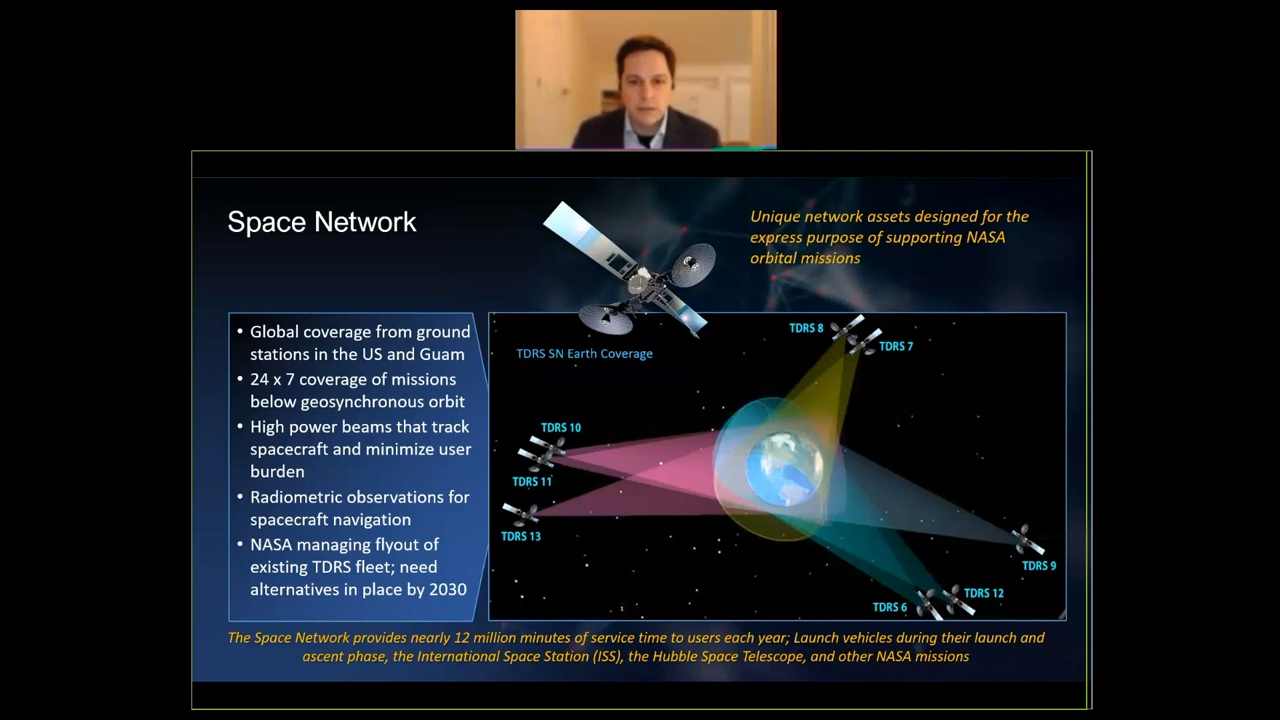 Space Network
Unique network assets designed for the
express purpose of supporting NASA
orbital missions
• Global coverage from ground
stations in the US and Guam
• 24 x 7 coverage of missions
below geosynchronous orbit
• High power beams that track
spacecraft and minimize user
burden
• Radiometric observations for
spacecraft navigation
• NASA managing flyout of
existing TDRS fleet; need
alternatives in place by 2030
TDRS SN Earth Coverage
TDRS 8
TDRS 7
TDRS 10
TDRS 11
TDRS 13
TDRS 9
TDRS 12
TDRS 6
The Space Network provides nearly 12 million minutes of service time to users each year; Launch vehicles during their launch and
ascent phase, the International Space Station (ISS), the Hubble Space Telescope, and other NASA missions